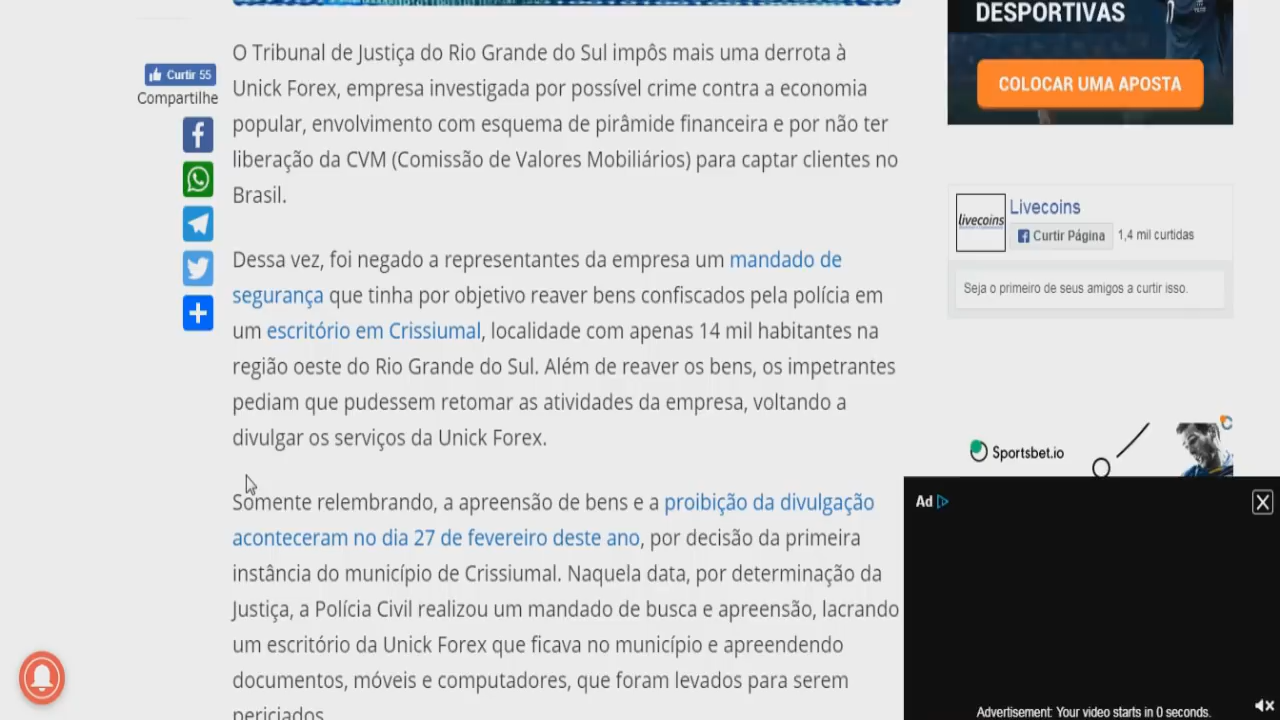 DESPORTIVAS
COLOCAR UMA APOSTA
Curtir 55
Compartilhe
O Tribunal de Justiça do Rio Grande do Sul impôs mais uma derrota à
Unick Forex, empresa investigada por possível crime contra a economia
popular, envolvimento com esquema de pirâmide financeira e por não ter
liberação da CVM (Comissão de Valores Mobiliários) para captar clientes no
Brasil.
Dessa vez, foi negado a representantes da empresa um mandado de
segurança que tinha por objetivo reaver bens confiscados pela polícia em
um escritório em Crissiumal, localidade com apenas 14 mil habitantes na
região oeste do Rio Grande do Sul. Além de reaver os bens, os impetrantes
pediam que pudessem retomar as atividades da empresa, voltando a
divulgar os serviços da Unick Forex.
Somente relembrando, a apreensão de bens e a proibição da divulgação
aconteceram no dia 27 de fevereiro deste ano, por decisão da primeira
instância do município de Crissiumal. Naquela data, por determinação da
Justiça, a Polícia Civil realizou um mandado de busca e apreensão, lacrando
um escritório da Unick Forex que ficava no município e apreendendo
documentos, móveis e computadores, que foram levados para serem
periciados
livecoins
Livecoins
Curtir Página
1,4 mil curtidas
Seja o primeiro de seus amigos a curtir isso.
Sportsbet.io
Ad
Advertisement: Your video starts in 0 seconds.